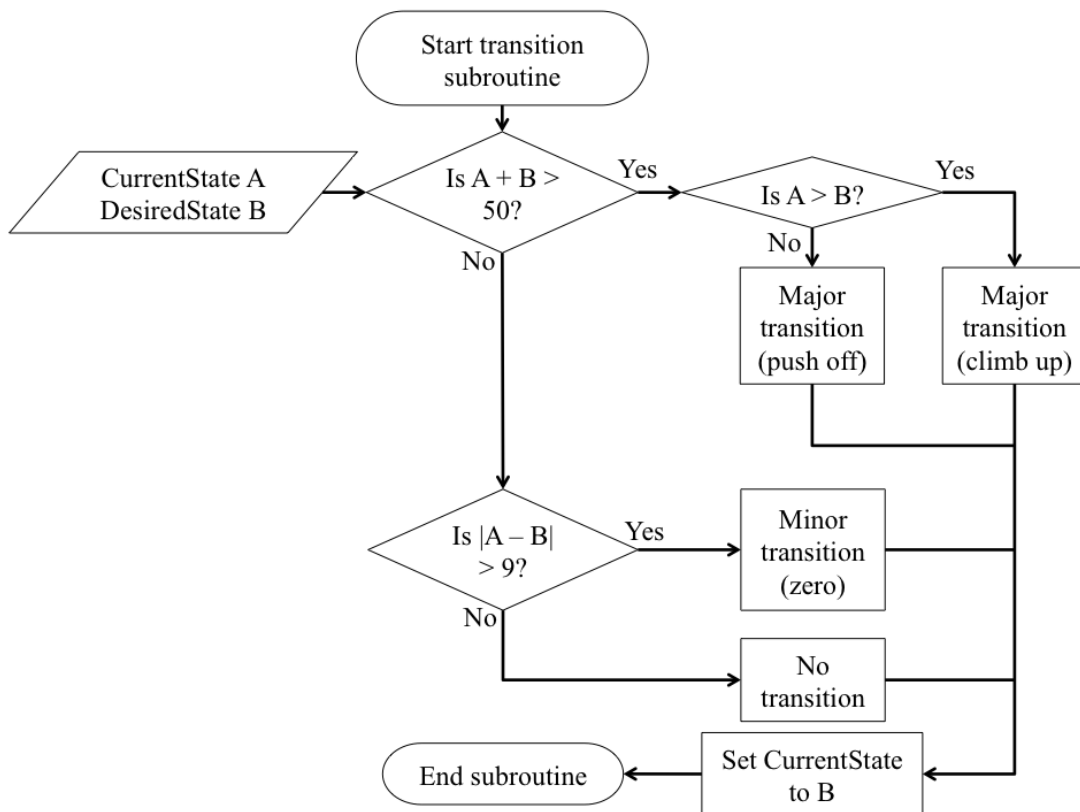 Start transition
subroutine
CurrentState A
DesiredState B
Is A + B >
50?
Yes
No
Is A > B?
Yes
No
Major
transition
(push off)
Major
transition
(climb up)
Is |A – B|
> 9?
Yes
No
Minor
transition
(zero)
No
transition
Set CurrentState
to B
End subroutine